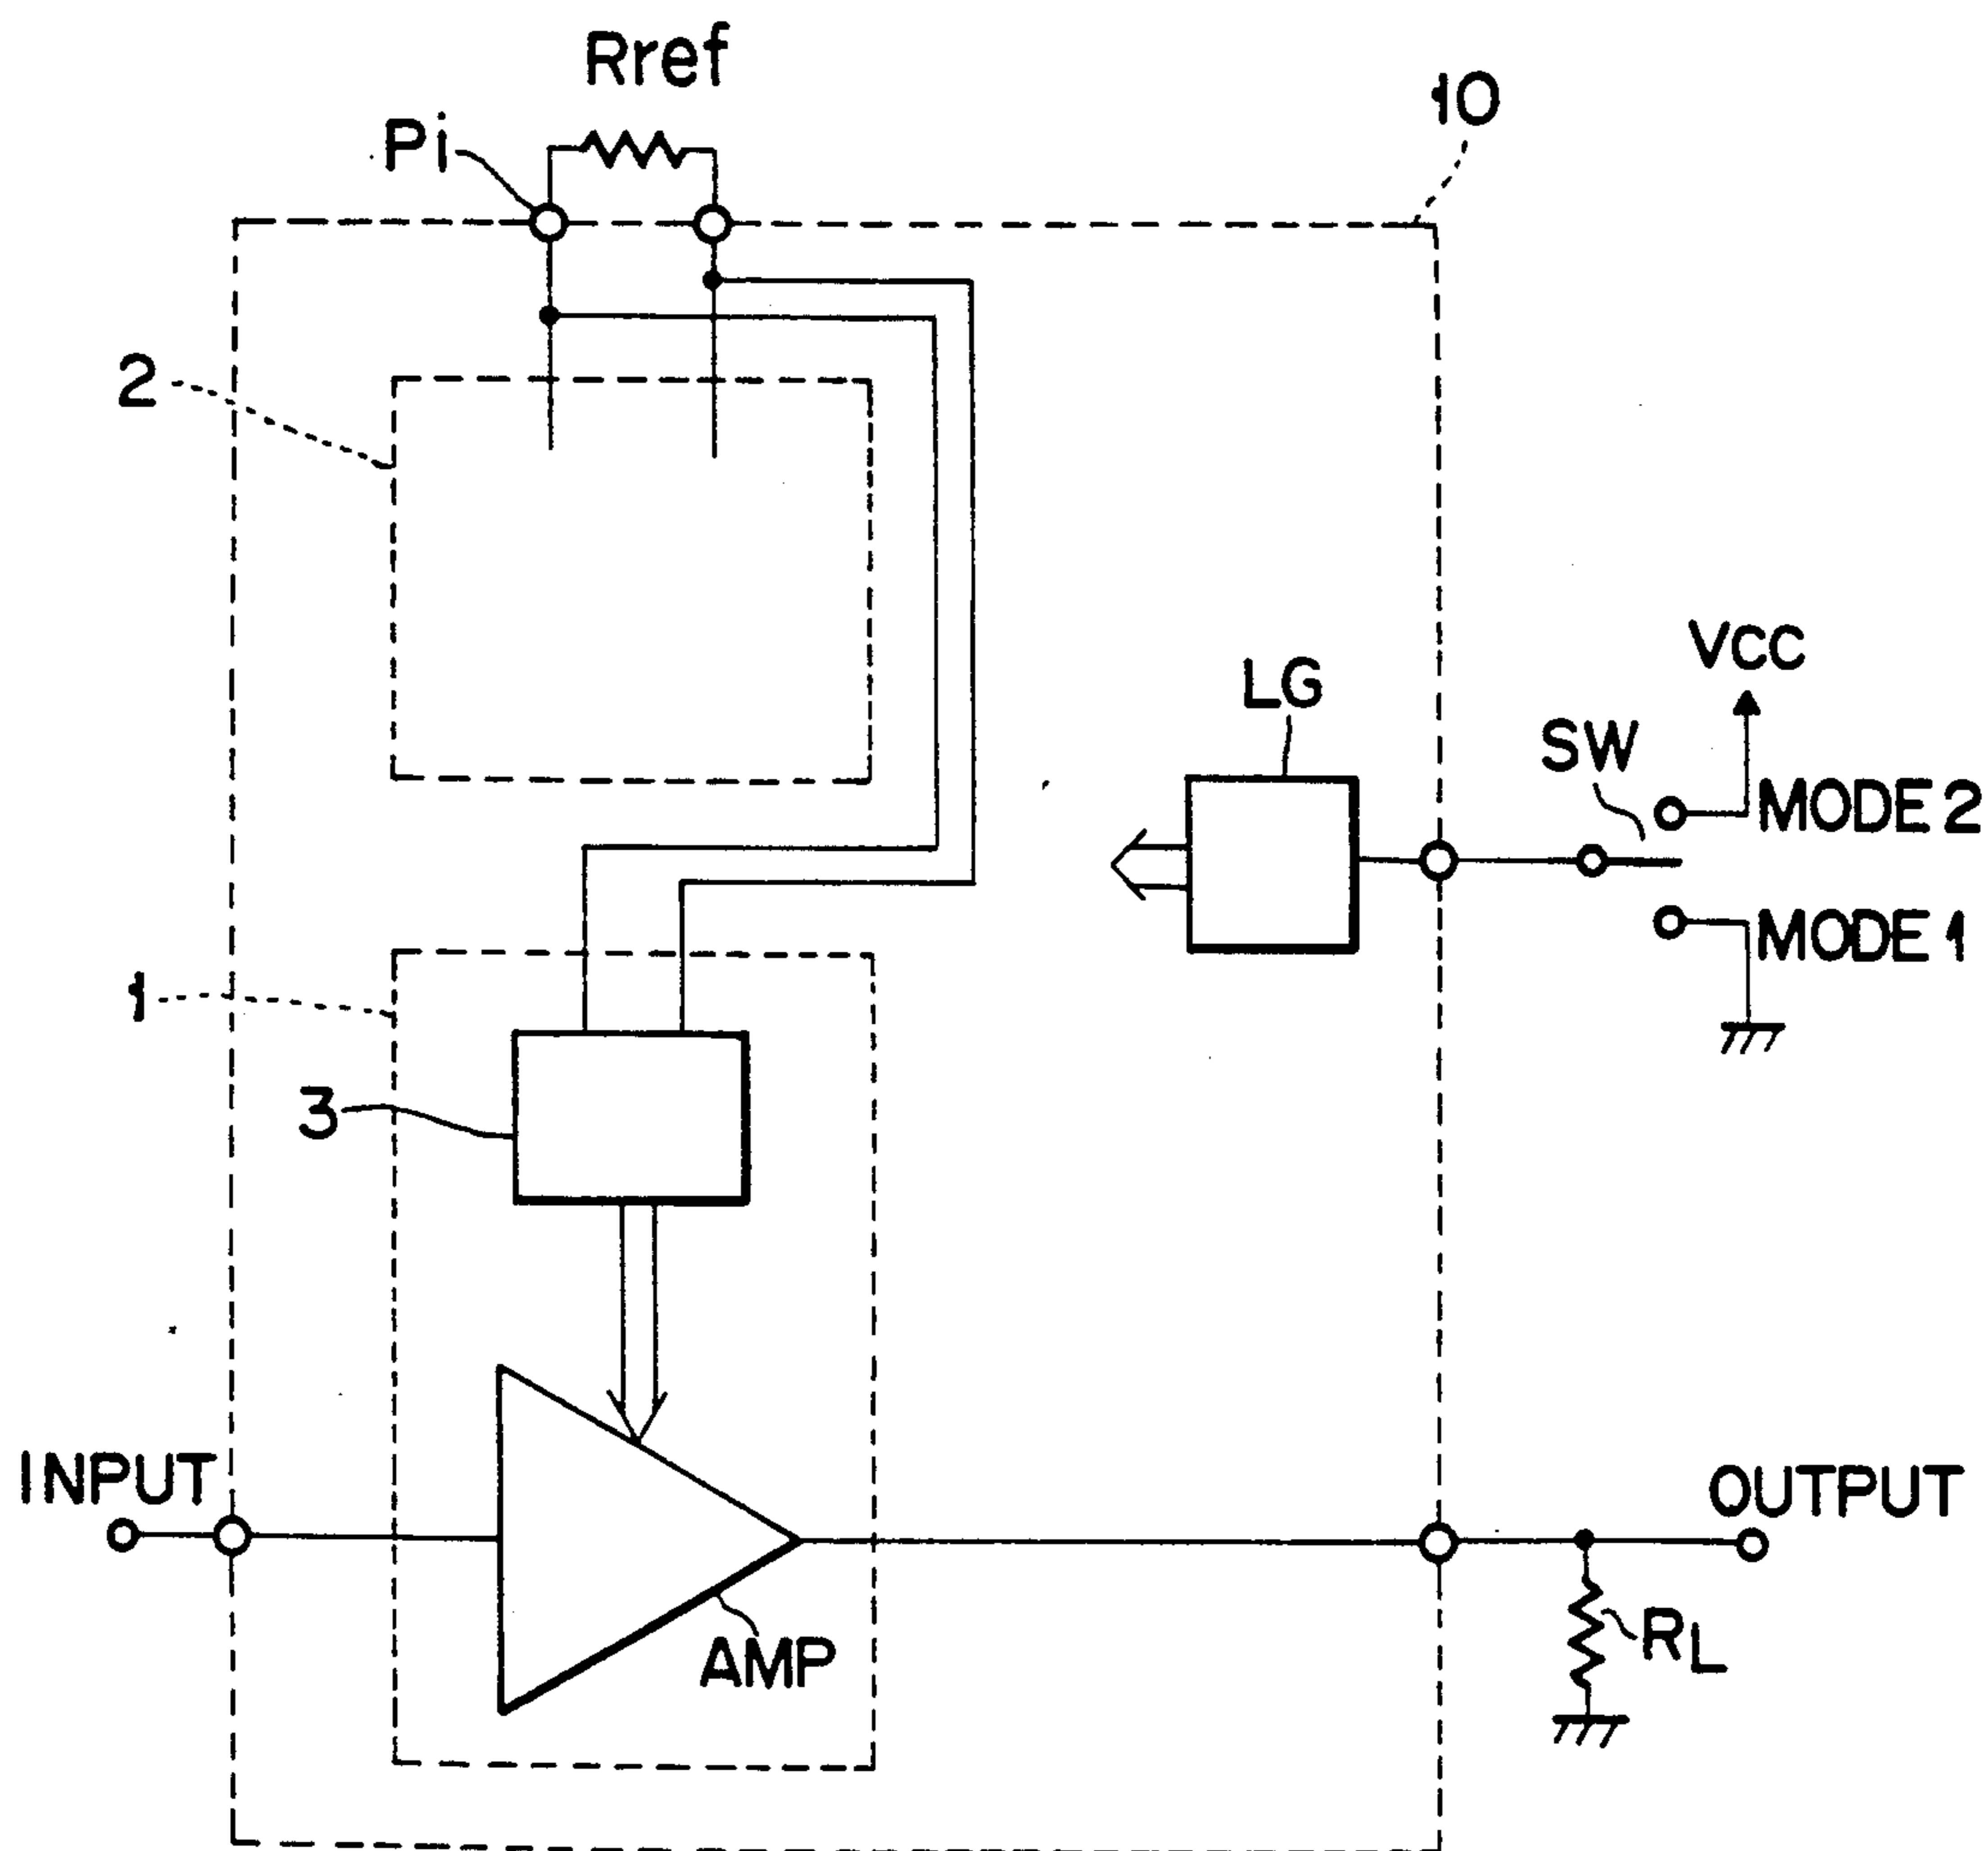 Rref
Pi
10
2
VCC
LG
SW
MODE 2
MODE 1
1
3
INPUT
OUTPUT
AMP
RL